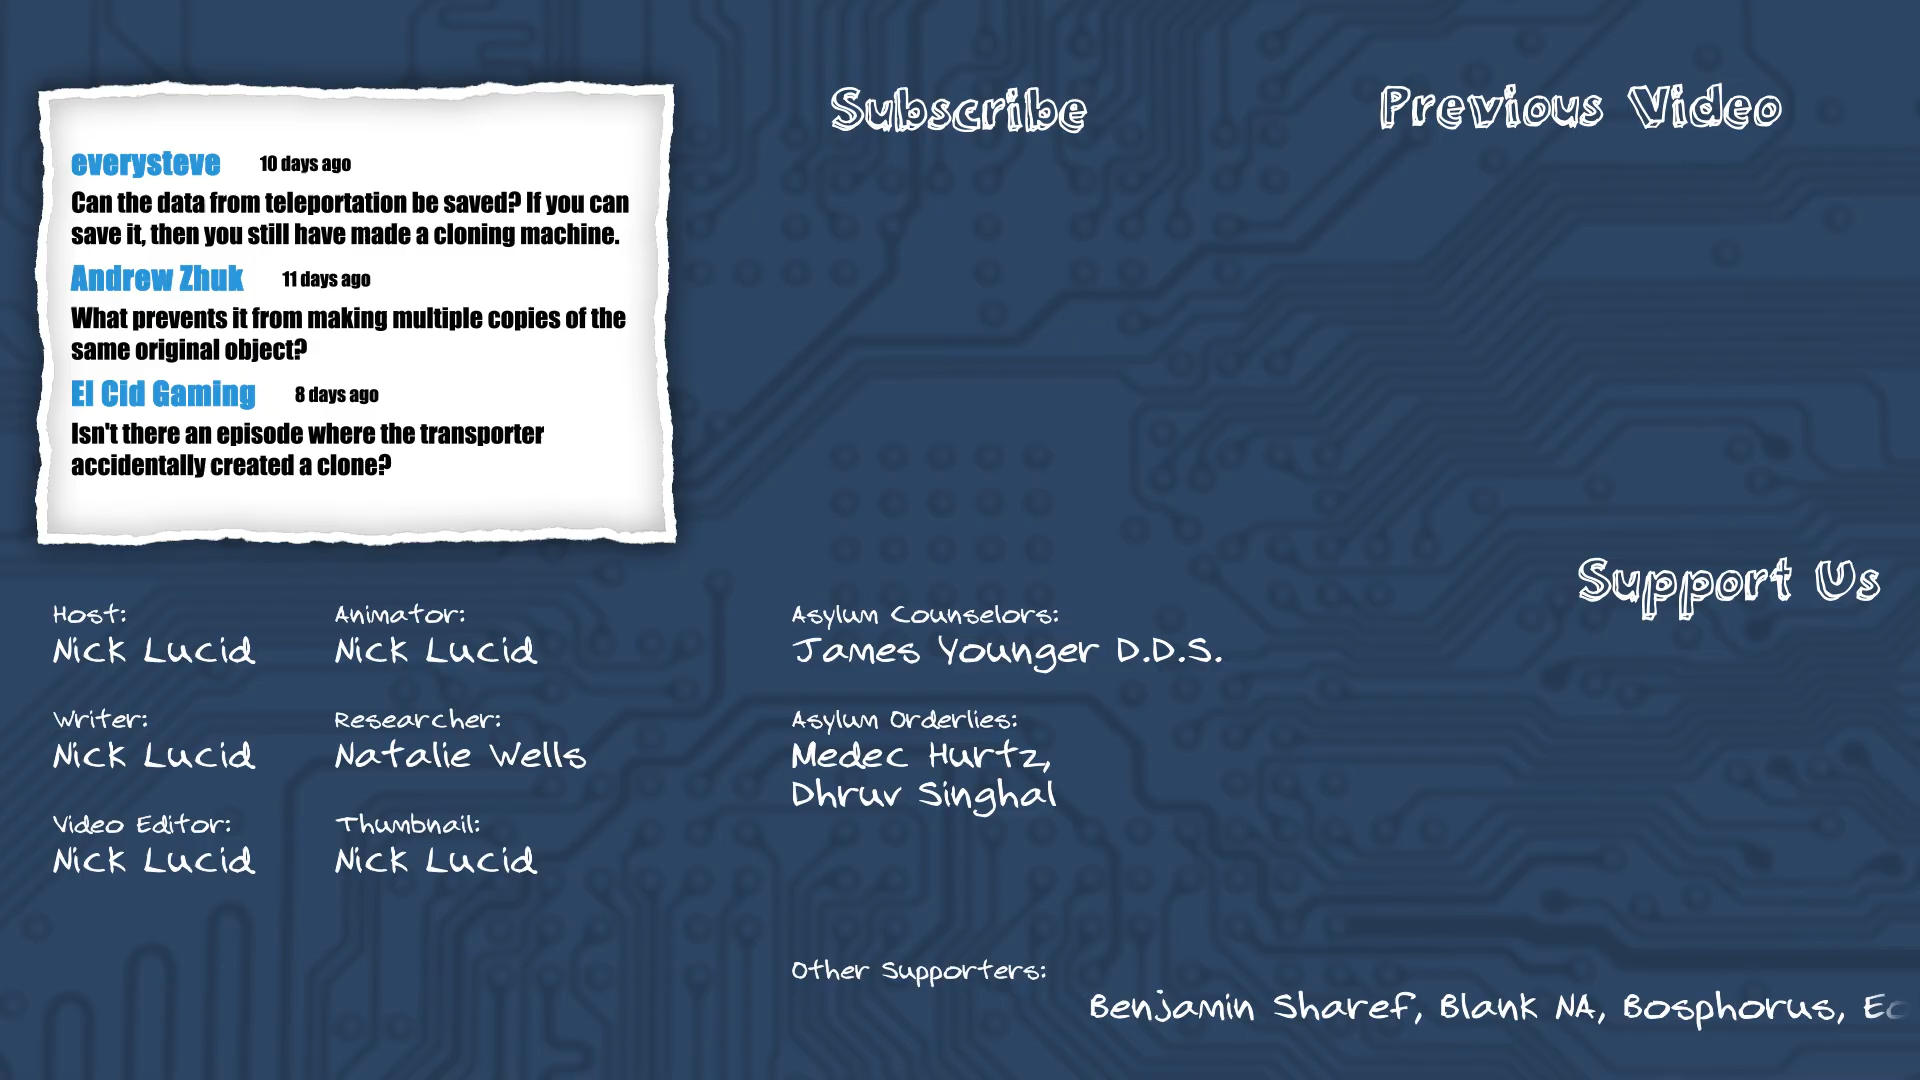 everysteve 10 days ago
Can the data from teleportation be saved? If you can
save it, then you still have made a cloning machine.
Andrew Zhuk 11 days ago
What prevents it from making multiple copies of the
same original object?
El Cid Gaming 8 days ago
Isn't there an episode where the transporter
accidentally created a clone?
Subscribe
Previous Video
Support Us
Host:
Nick Lucid
Animator:
Nick Lucid
Writer:
Nick Lucid
Researcher:
Natalie Wells
Video Editor:
Nick Lucid
Thumbnail:
Nick Lucid
Asylum Counselors:
James Younger D.D.S.
Asylum Orderlies:
Medec Hurtz,
Dhruv Singhal
Other Supporters:
Benjamin Sharef, Blank NA, Bosphorus,